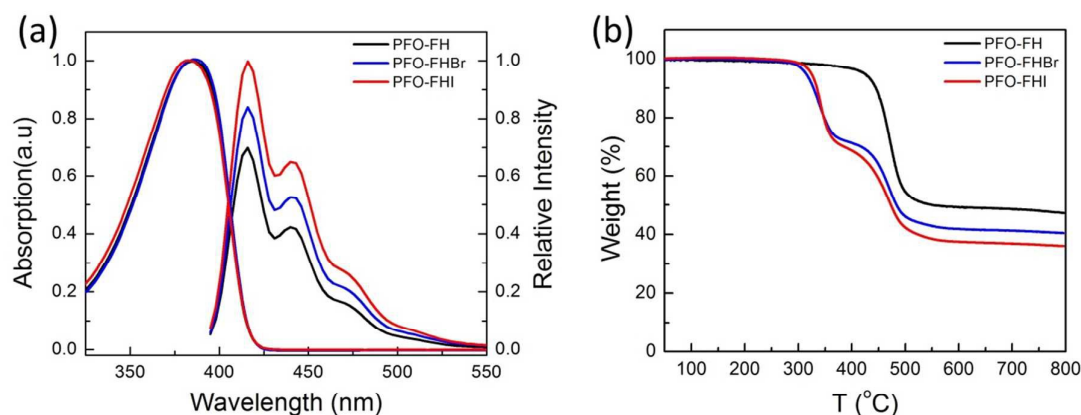 (a)
PFO-FH
PFO-FHBr
PFO-FHI
1.0
0.8
0.6
0.4
0.2
0.0
Absorption(a.u)
1.0
0.8
0.6
0.4
0.2
0.0
Relative Intensity
350 400 450 500 550
Wavelength (nm)
(b)
PFO-FH
PFO-FHBr
PFO-FHI
100
80
60
40
20
0
Weight (%)
100 200 300 400 500 600 700 800
T (°C)